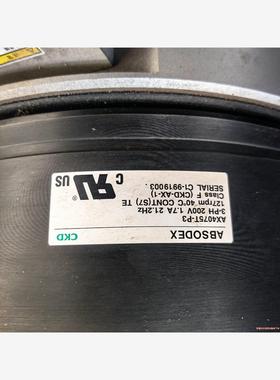 CKD
ABSODEX
AX4075T-P3
3-PH 200V 1.7A 21.2Hz
127rpm 40°C CONT(S7) TE
Class F (CKD-AX-1)
SERIAL C1-9919003.
C US